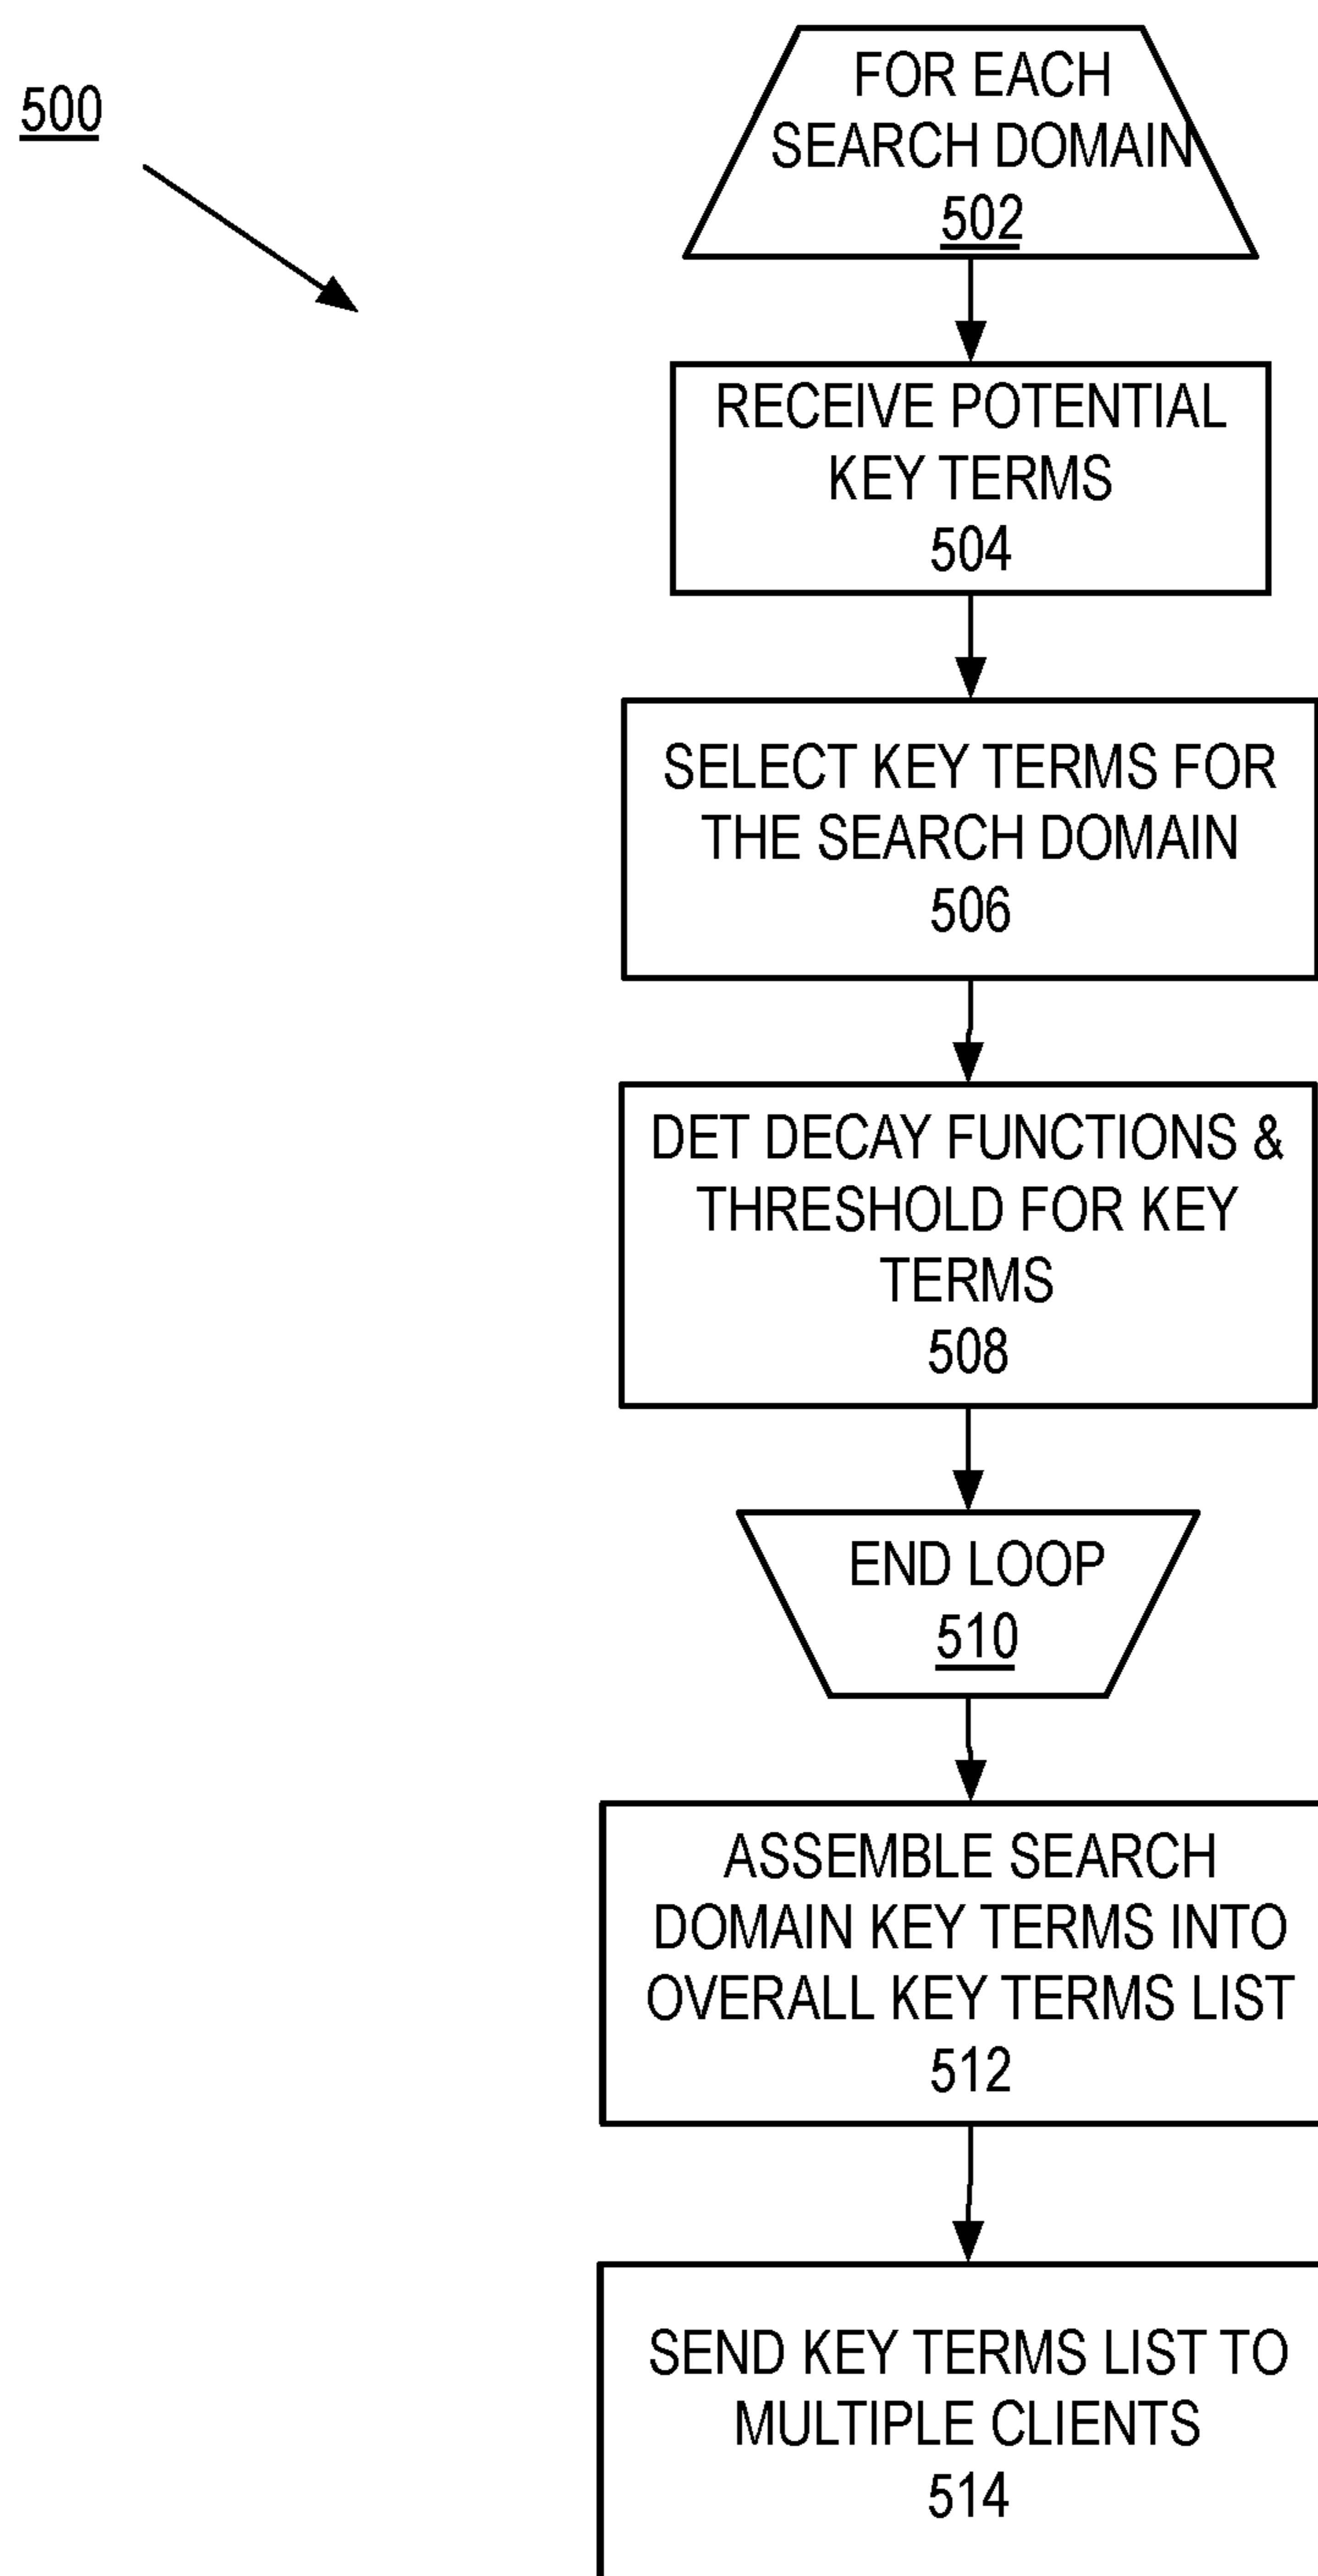 500
FOR EACH
SEARCH DOMAIN
502
RECEIVE POTENTIAL
KEY TERMS
504
SELECT KEY TERMS FOR
THE SEARCH DOMAIN
506
DET DECAY FUNCTIONS &
THRESHOLD FOR KEY
TERMS
508
END LOOP
510
ASSEMBLE SEARCH
DOMAIN KEY TERMS INTO
OVERALL KEY TERMS LIST
512
SEND KEY TERMS LIST TO
MULTIPLE CLIENTS
514